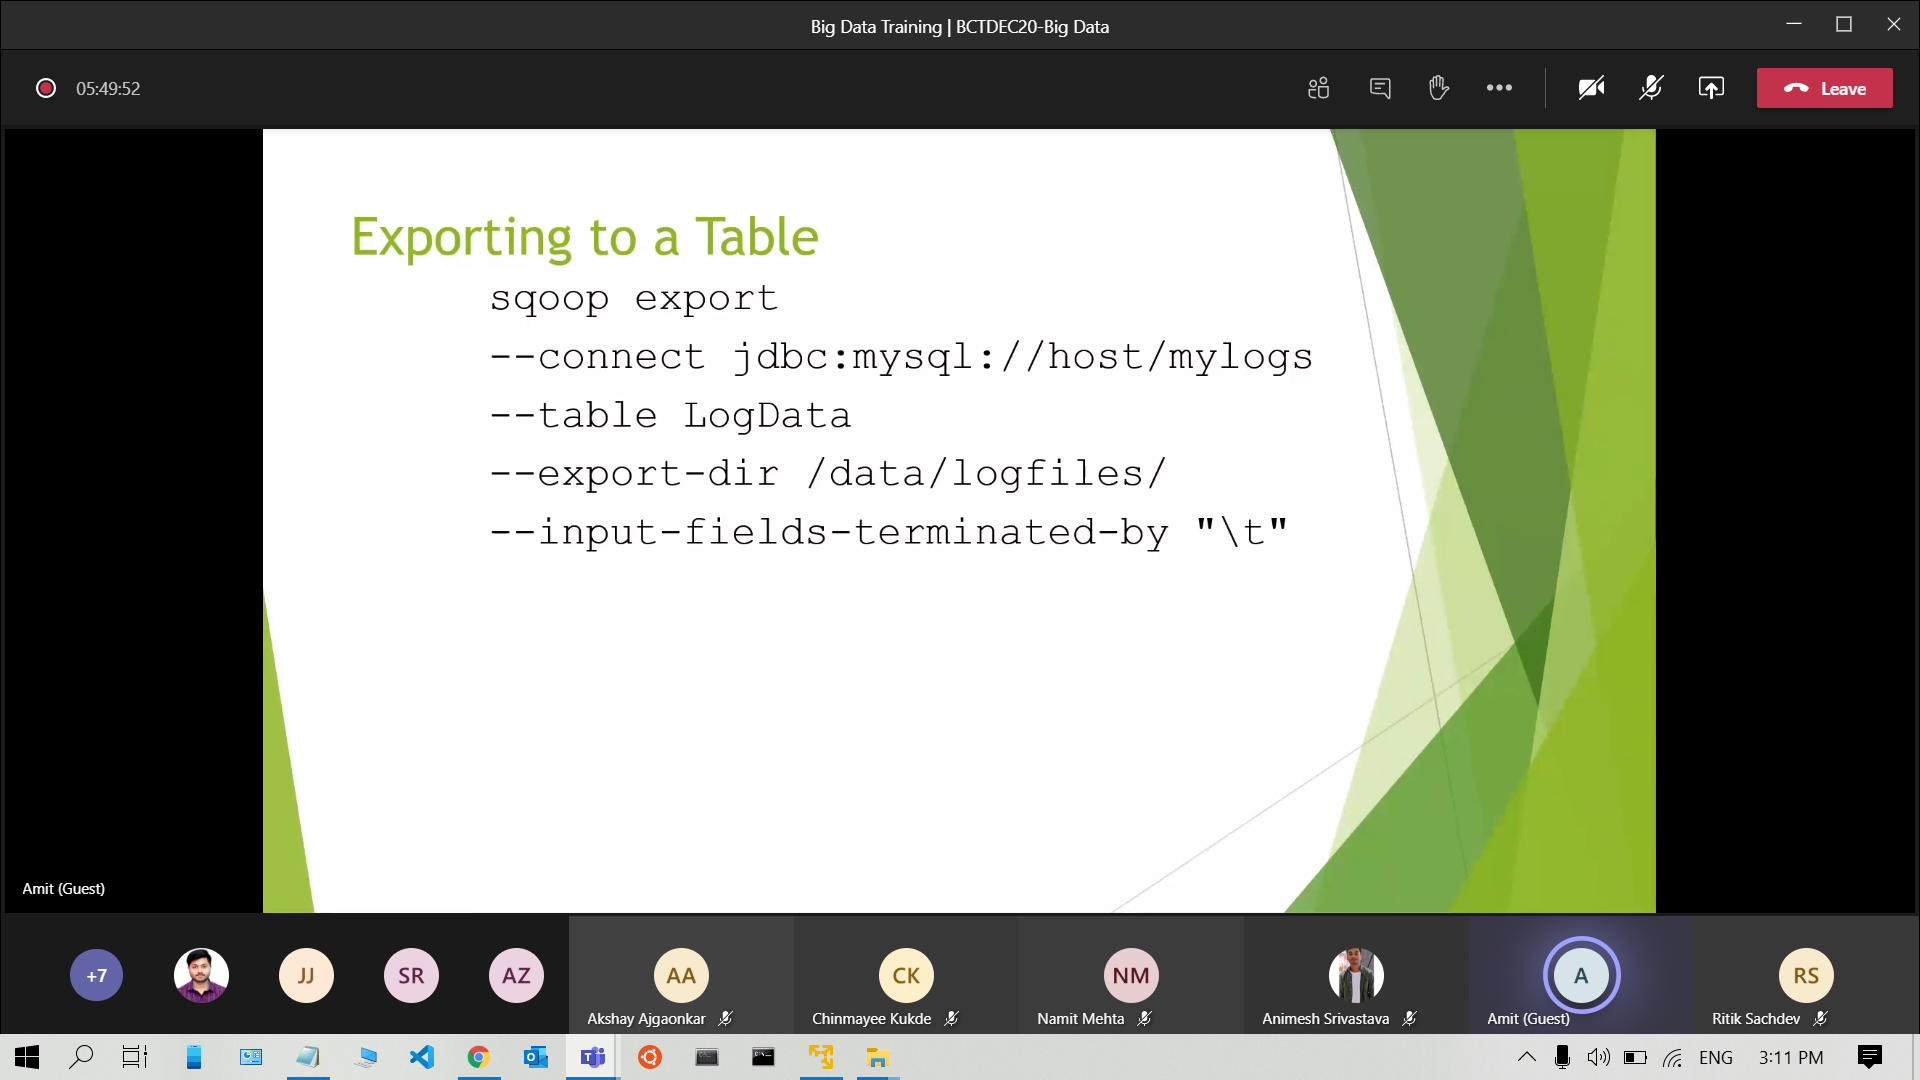 Big Data Training | BCTDEC20-Big Data
05:49:52
Leave
Exporting to a Table
sqoop export
--connect jdbc:mysql://host/mylogs
--table LogData
--export-dir /data/logfiles/
--input-fields-terminated-by "\t"
Amit (Guest)
+7
JJ
SR
AZ
AA
CK
NM
A
RS
Akshay Ajgaonkar
Chinmayee Kukde
Namit Mehta
Animesh Srivastava
Amit (Guest)
Ritik Sachdev
ENG
3:11 PM